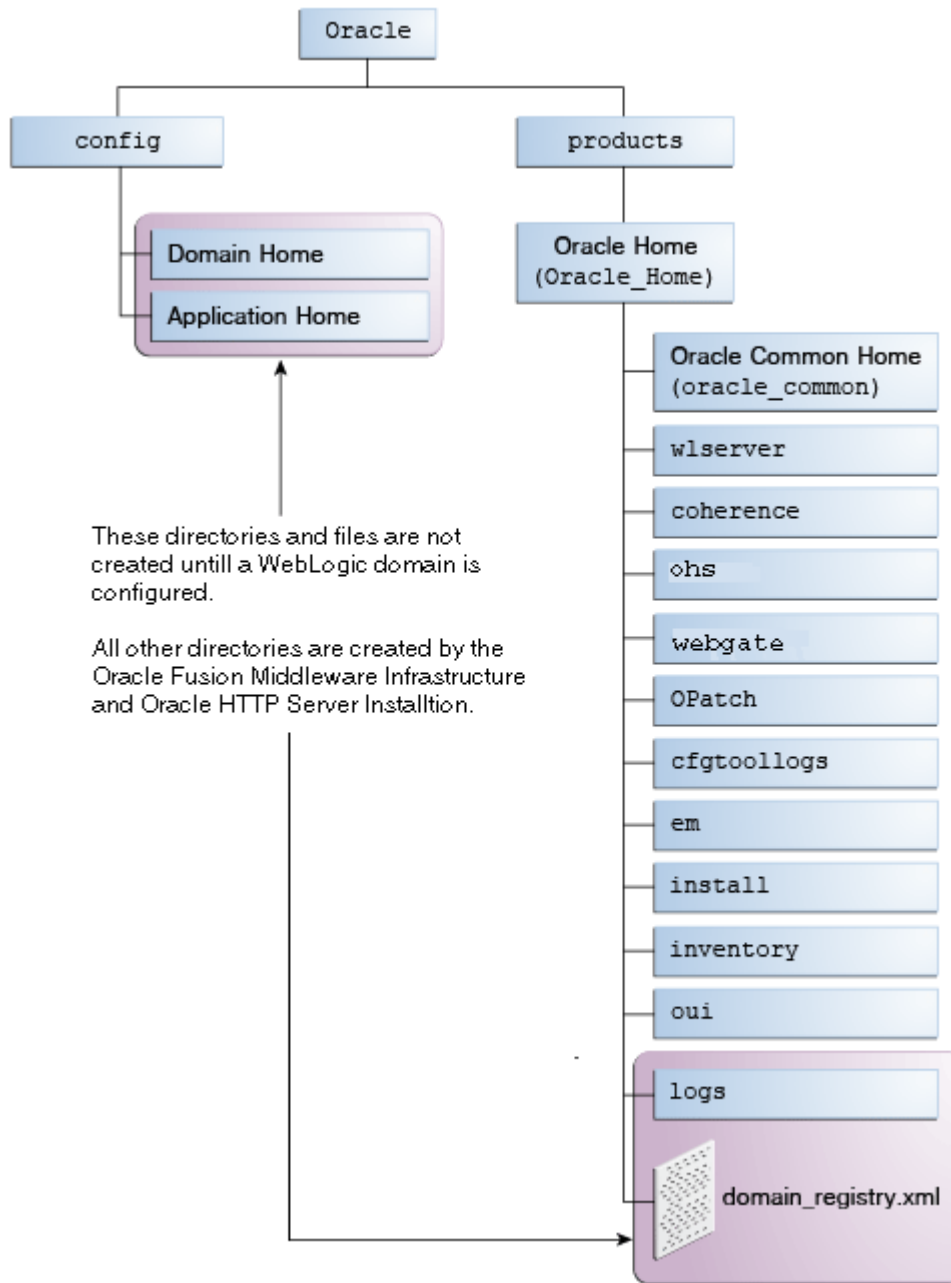 Oracle
config
products
Domain Home
Application Home
Oracle Home
(Oracle_Home)
Oracle Common Home
(oracle_common)
wlserver
coherence
ohs
webgate
OPatch
cfgtoollogs
em
install
inventory
oui
logs
domain_registry.xml
These directories and files are not
created untill a WebLogic domain is
configured.
All other directories are created by the
Oracle Fusion Middleware Infrastructure
and Oracle HTTP Server Installtion.